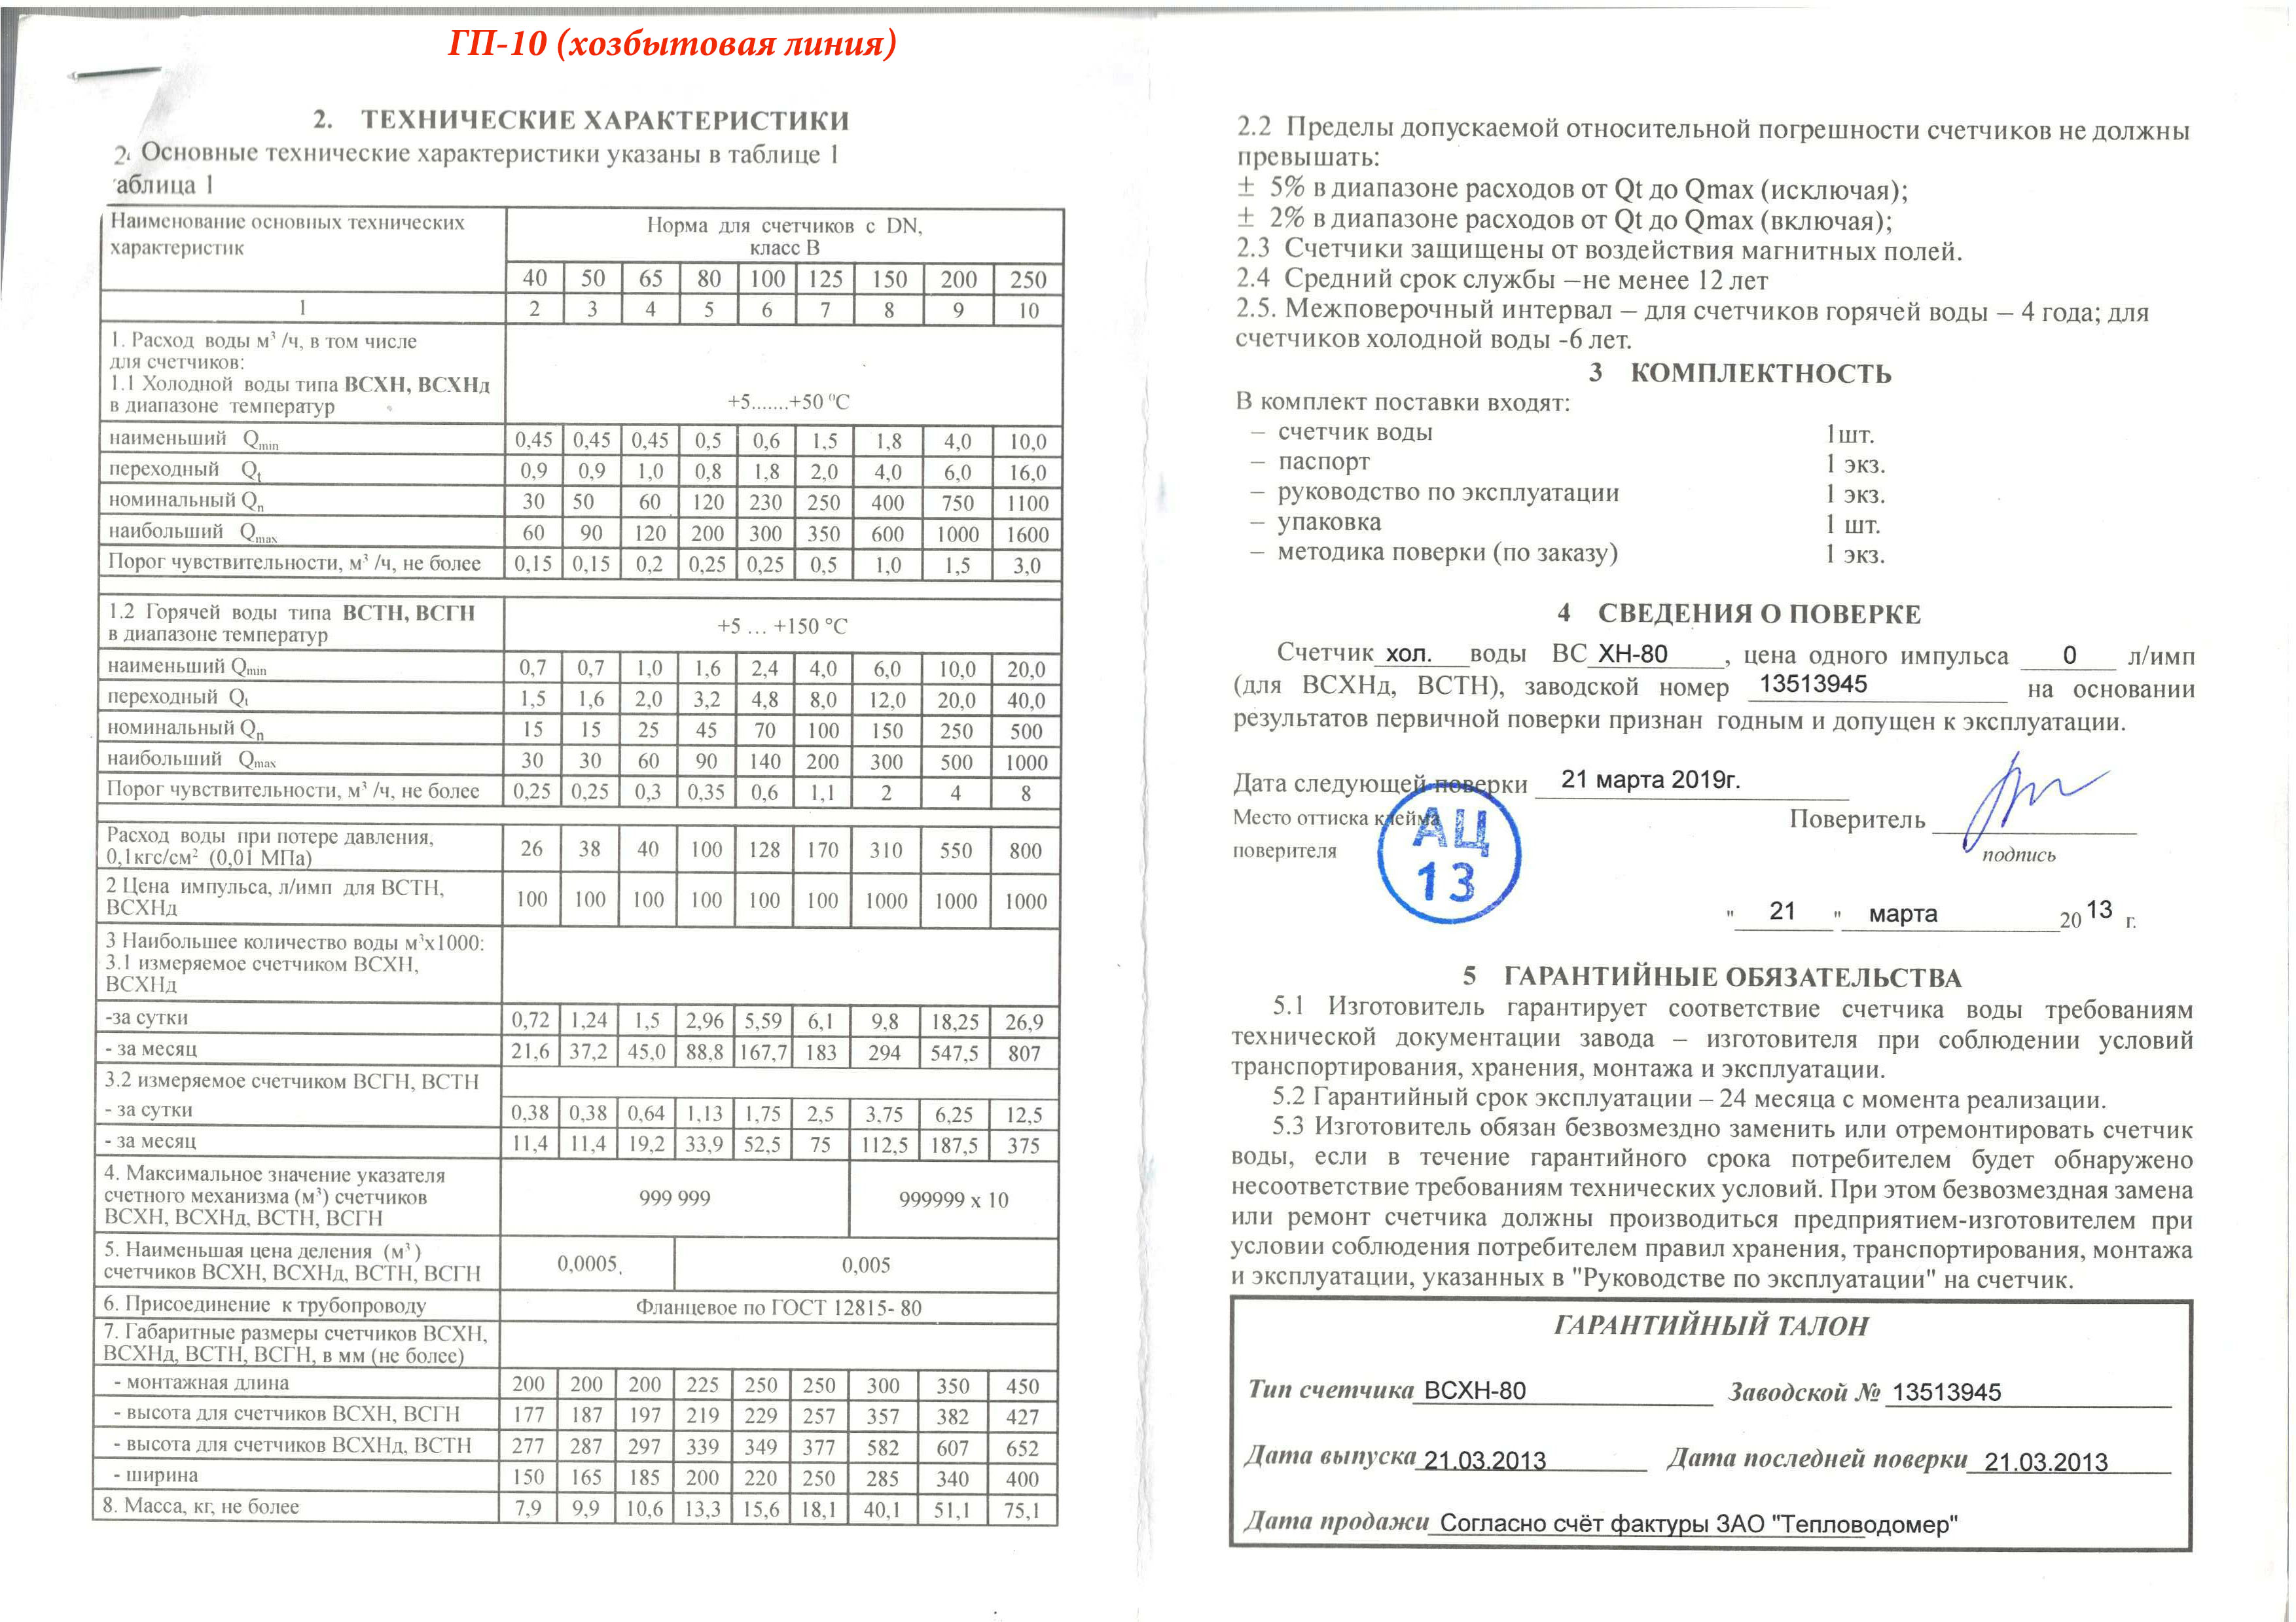 ГП-10 (хозбытовая линия)
2. ТЕХНИЧЕСКИЕ ХАРАКТЕРИСТИКИ
2. Основные технические характеристики указаны в таблице 1
аблица 1
Наименование основных технических характеристик | Норма для счетчиков с DN, класс В
40 50 65 80 100 125 150 200 250
1 2 3 4 5 6 7 8 9 10
1. Расход воды м³ /ч, в том числе
для счетчиков:
1.1 Холодной воды типа ВСХН, ВСХНд
в диапазоне температур +5.......+50 ⁰С
наименьший Qmin 0,45 0,45 0,45 0,5 0,6 1,5 1,8 4,0 10,0
переходный Qt 0,9 0,9 1,0 0,8 1,8 2,0 4,0 6,0 16,0
номинальный Qn 30 50 60 120 230 250 400 750 1100
наибольший Qmax 60 90 120 200 300 350 600 1000 1600
Порог чувствительности, м³ /ч, не более 0,15 0,15 0,2 0,25 0,25 0,5 1,0 1,5 3,0
1.2 Горячей воды типа ВСТН, ВСГН
в диапазоне температур +5 ... +150 °С
наименьший Qmin 0,7 0,7 1,0 1,6 2,4 4,0 6,0 10,0 20,0
переходный Qt 1,5 1,6 2,0 3,2 4,8 8,0 12,0 20,0 40,0
номинальный Qn 15 15 25 45 70 100 150 250 500
наибольший Qmax 30 30 60 90 140 200 300 500 1000
Порог чувствительности, м³ /ч, не более 0,25 0,25 0,3 0,35 0,6 1,1 2 4 8
Расход воды при потере давления,
0,1кгс/см² (0,01 МПа) 26 38 40 100 128 170 310 550 800
2 Цена импульса, л/имп для ВСТН,
ВСХНд 100 100 100 100 100 100 1000 1000 1000
3 Наибольшее количество воды м³х1000:
3.1 измеряемое счетчиком ВСХН,
ВСХНд
-за сутки 0,72 1,24 1,5 2,96 5,59 6,1 9,8 18,25 26,9
- за месяц 21,6 37,2 45,0 88,8 167,7 183 294 547,5 807
3.2 измеряемое счетчиком ВСГН, ВСТН
- за сутки 0,38 0,38 0,64 1,13 1,75 2,5 3,75 6,25 12,5
- за месяц 11,4 11,4 19,2 33,9 52,5 75 112,5 187,5 375
4. Максимальное значение указателя
счетного механизма (м³) счетчиков
ВСХН, ВСХНд, ВСТН, ВСГН 999 999 999999 х 10
5. Наименьшая цена деления (м³)
счетчиков ВСХН, ВСХНд, ВСТН, ВСГН 0,0005, 0,005
6. Присоединение к трубопроводу Фланцевое по ГОСТ 12815- 80
7. Габаритные размеры счетчиков ВСХН,
ВСХНд, ВСТН, ВСГН, в мм (не более)
- монтажная длина 200 200 200 225 250 250 300 350 450
- высота для счетчиков ВСХН, ВСГН 177 187 197 219 229 257 357 382 427
- высота для счетчиков ВСХНд, ВСТН 277 287 297 339 349 377 582 607 652
- ширина 150 165 185 200 220 250 285 340 400
8. Масса, кг, не более 7,9 9,9 10,6 13,3 15,6 18,1 40,1 51,1 75,1
2.2 Пределы допускаемой относительной погрешности счетчиков не должны
превышать:
± 5% в диапазоне расходов от Qt до Qmax (исключая);
± 2% в диапазоне расходов от Qt до Qmax (включая);
2.3 Счетчики защищены от воздействия магнитных полей.
2.4 Средний срок службы –не менее 12 лет
2.5. Межповерочный интервал – для счетчиков горячей воды – 4 года; для
счетчиков холодной воды -6 лет.
3 КОМПЛЕКТНОСТЬ
В комплект поставки входят:
– счетчик воды 1шт.
– паспорт 1 экз.
– руководство по эксплуатации 1 экз.
– упаковка 1 шт.
– методика поверки (по заказу) 1 экз.
4 СВЕДЕНИЯ О ПОВЕРКЕ
Счетчик хол. воды ВС ХН-80, цена одного импульса 0 л/имп
(для ВСХНд, ВСТН), заводской номер 13513945 на основании
результатов первичной поверки признан годным и допущен к эксплуатации.
Дата следующей поверки 21 марта 2019г.
Место оттиска клейма Поверитель
поверителя подпись
АЦ
13
" 21 " марта 2013 г.
5 ГАРАНТИЙНЫЕ ОБЯЗАТЕЛЬСТВА
5.1 Изготовитель гарантирует соответствие счетчика воды требованиям
технической документации завода – изготовителя при соблюдении условий
транспортирования, хранения, монтажа и эксплуатации.
5.2 Гарантийный срок эксплуатации – 24 месяца с момента реализации.
5.3 Изготовитель обязан безвозмездно заменить или отремонтировать счетчик
воды, если в течение гарантийного срока потребителем будет обнаружено
несоответствие требованиям технических условий. При этом безвозмездная замена
или ремонт счетчика должны производиться предприятием-изготовителем при
условии соблюдения потребителем правил хранения, транспортирования, монтажа
и эксплуатации, указанных в "Руководстве по эксплуатации" на счетчик.
ГАРАНТИЙНЫЙ ТАЛОН
Тип счетчика ВСХН-80 Заводской № 13513945
Дата выпуска 21.03.2013 Дата последней поверки 21.03.2013
Дата продажи Согласно счёт фактуры ЗАО "Тепловодомер"